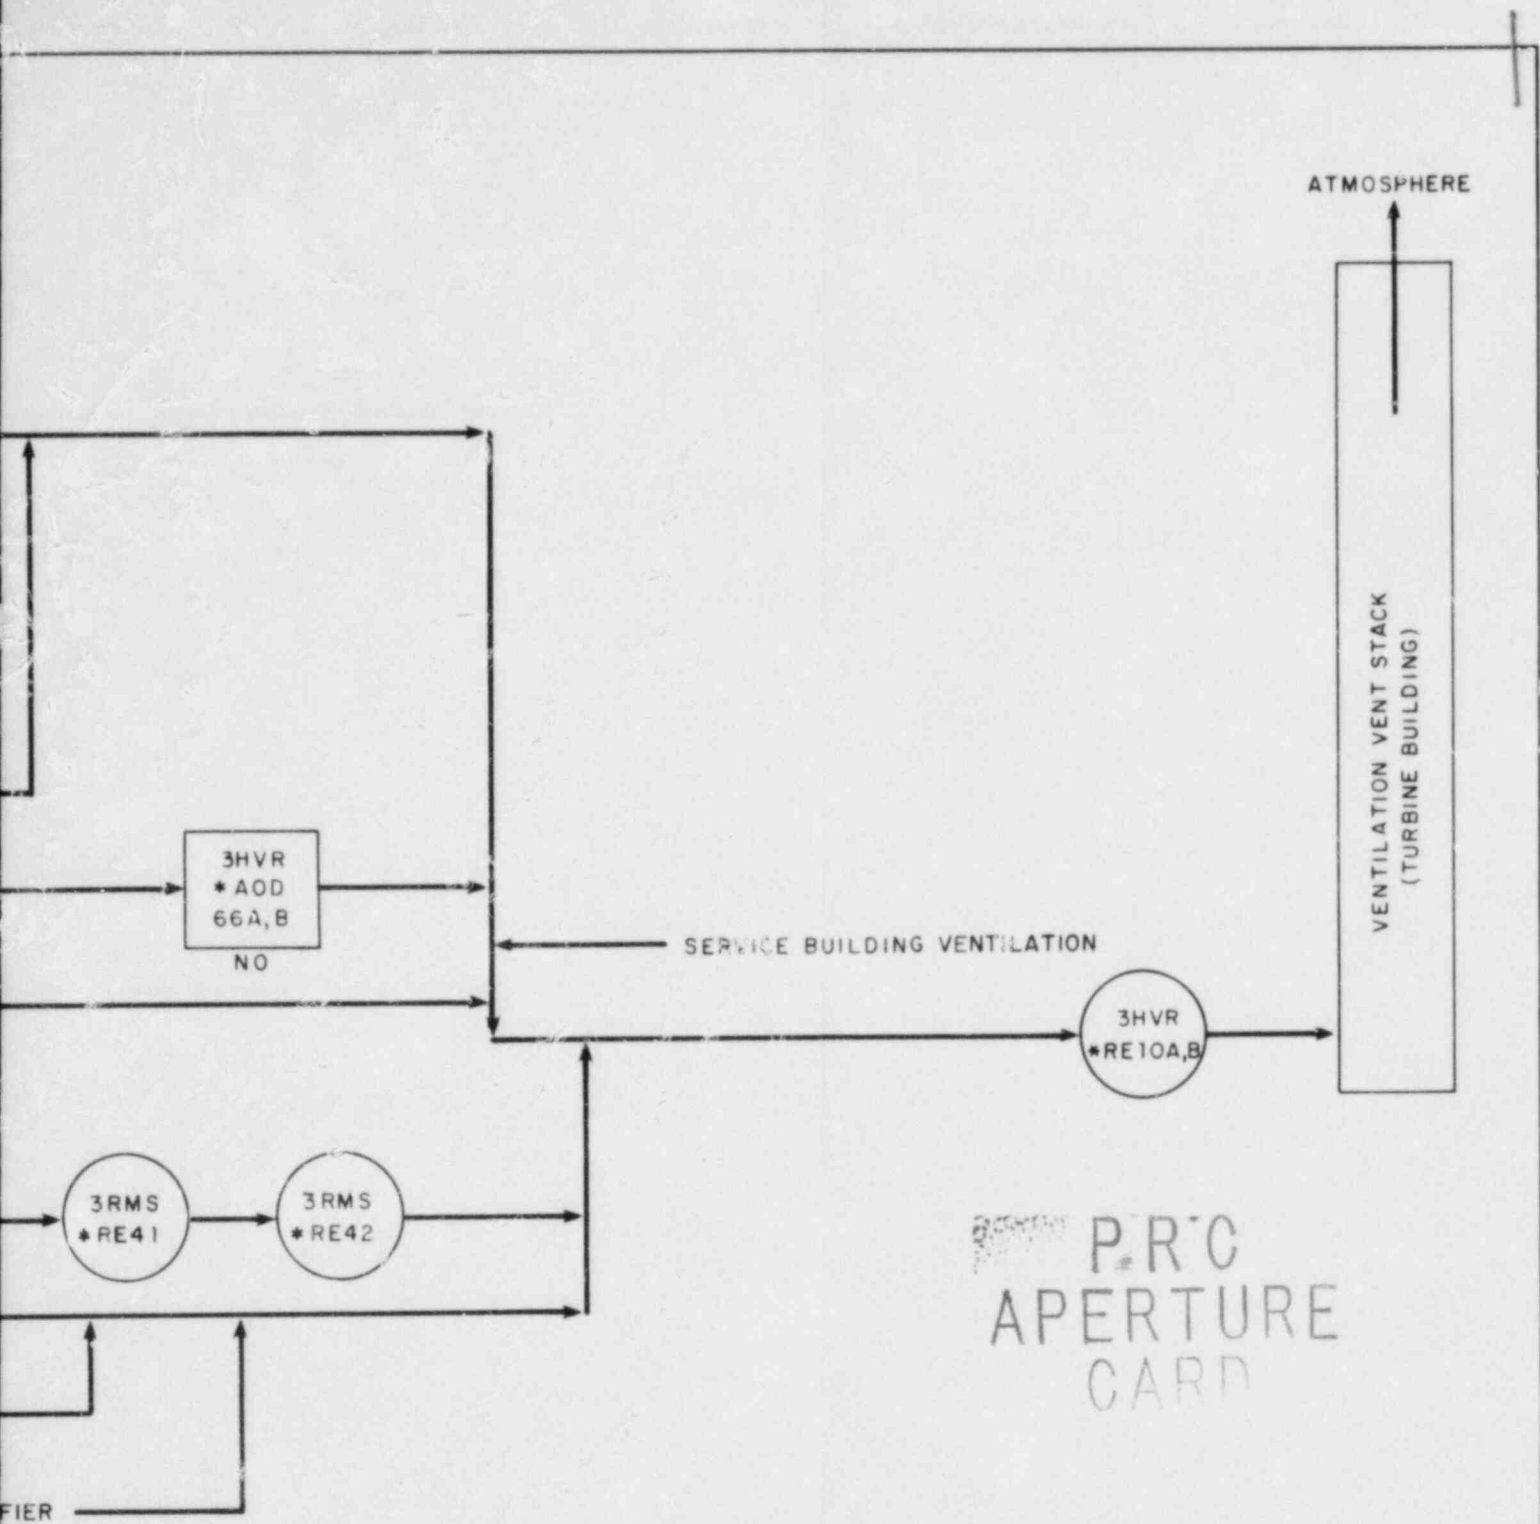 ATMOSPHERE
VENTILATION VENT STACK
(TURBINE BUILDING)
3HVR
*AOD
66A,B
NO
SERVICE BUILDING VENTILATION
3HVR
*RE10A,B
3RMS
*RE41
3RMS
*RE42
APERTURE
CARD
FIER